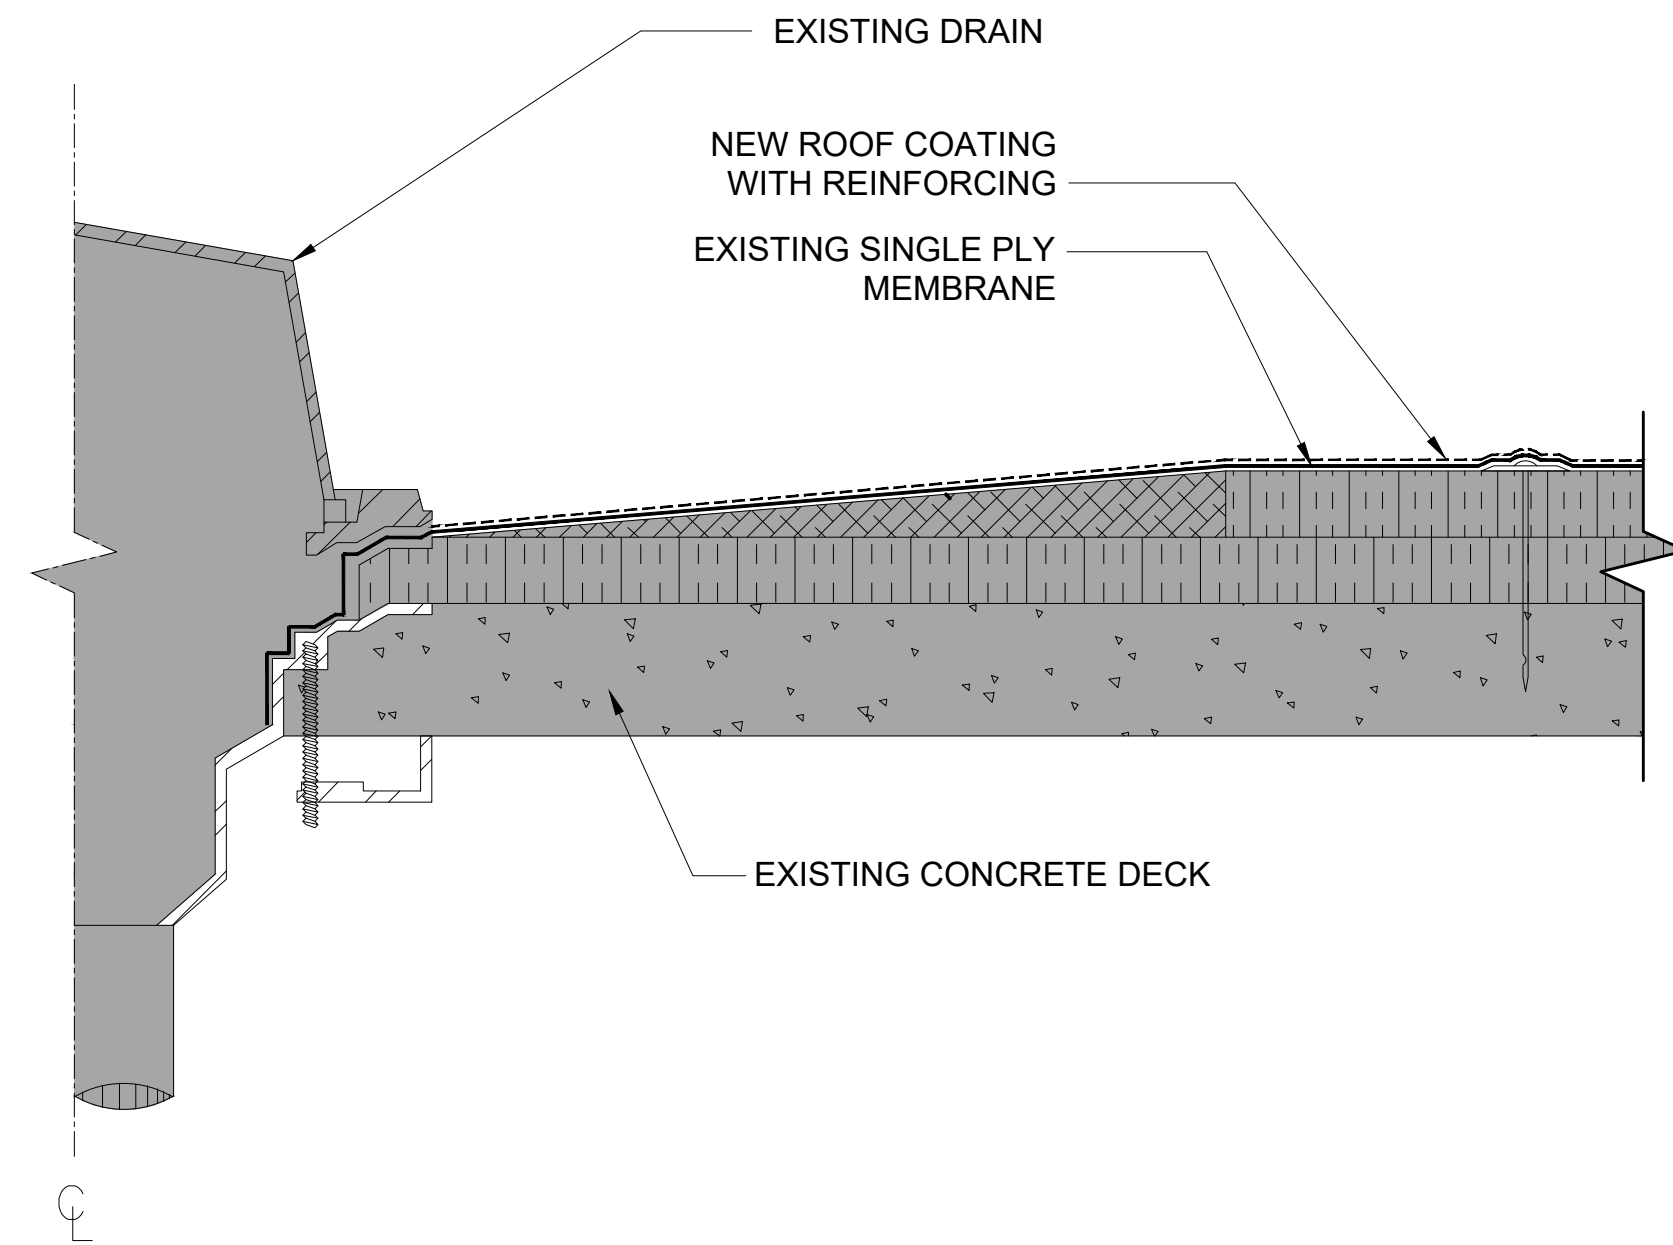 EXISTING DRAIN
NEW ROOF COATING
WITH REINFORCING
EXISTING SINGLE PLY
MEMBRANE
EXISTING CONCRETE DECK
℄